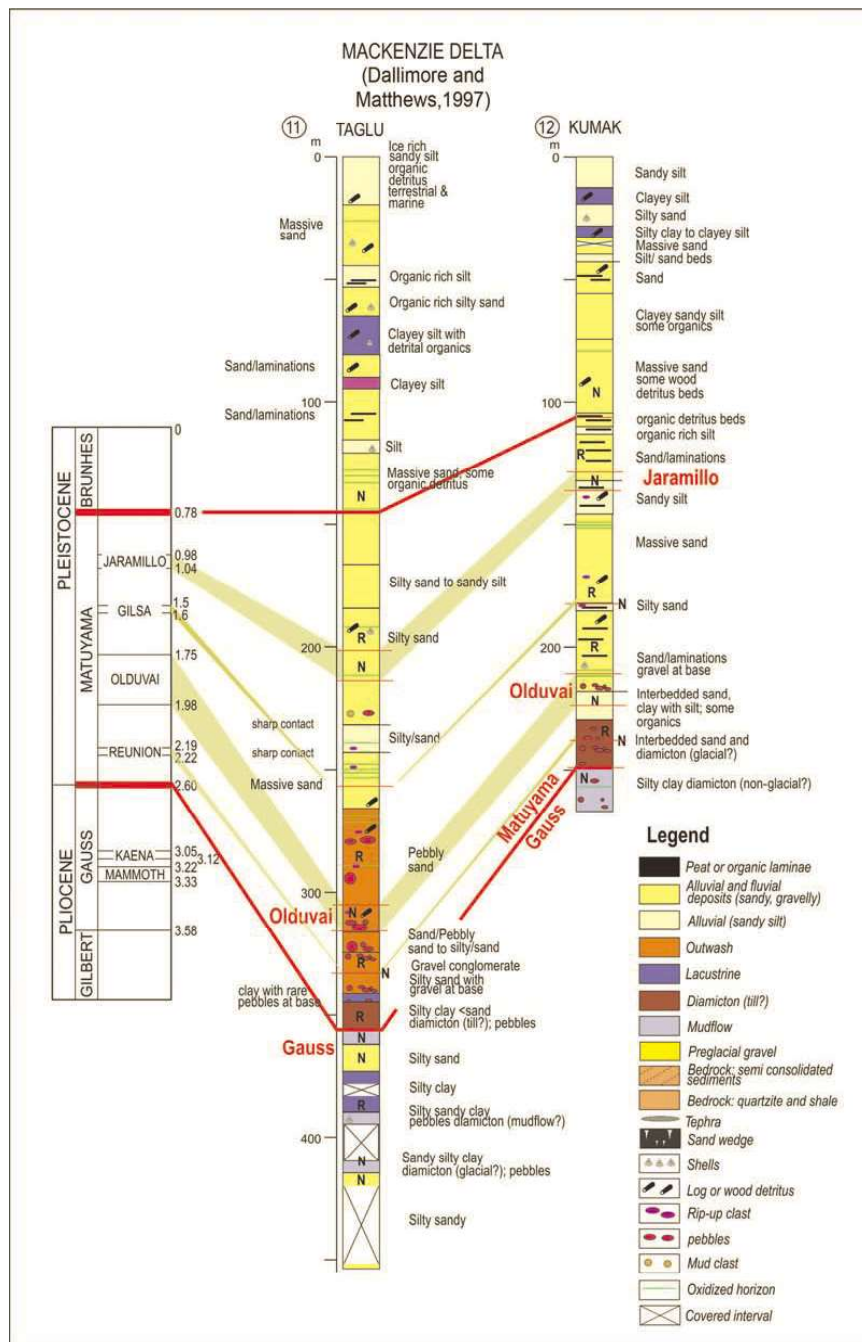 MACKENZIE DELTA
(Dallimore and
Matthews,1997)
11 TAGLU
m
0
100
200
300
400
Ice rich
sandy silt
organic
detritus
terrestrial &
marine
Massive
sand
Organic rich silt
Organic rich silty sand
Clayey silt with
detrital organics
Sand/laminations
Clayey silt
Sand/laminations
Silt
Massive sand, some
organic detritus
N
Silty sand to sandy silt
R
Silty sand
N
sharp contact
Silty/sand
sharp contact
Massive sand
R
Pebbly
sand
Olduvai
N
Sand/Pebbly
sand to silty/sand
R
Gravel conglomerate
N
Silty sand with
gravel at base
clay with rare
pebbles at base
R
Silty clay <sand
diamicton (till?); pebbles
Gauss
N
N
Silty sand
Silty clay
R
Silty sandy clay
pebbles diamicton (mudflow?)
Sandy silty clay
diamicton (glacial?); pebbles
N
N
Silty sandy
12 KUMAK
m
0
100
200
Sandy silt
Clayey silt
Silty sand
Silty clay to clayey silt
Massive sand
Silt/ sand beds
Sand
Clayey sandy silt
some organics
Massive sand
some wood
detritus beds
N
organic detritus beds
organic rich silt
R
Sand/laminations
N
Jaramillo
Sandy silt
Massive sand
R
N
Silty sand
R
Sand/laminations
gravel at base
Olduvai
N
Interbedded sand,
clay with silt; some
organics
R
N
Interbedded sand and
diamicton (glacial?)
Matuyama
Gauss
N
Silty clay diamicton (non-glacial?)
PLEISTOCENE
PLIOCENE
BRUNHES
MATUYAMA
GAUSS
GILBERT
0
0.78
JARAMILLO
0.98
1.04
GILSA
1.5
1.6
1.75
OLDUVAI
1.98
REUNION
2.19
2.22
2.60
KAENA
3.05
3.12
MAMMOTH
3.22
3.33
3.58
Legend
Peat or organic laminae
Alluvial and fluvial
deposits (sandy, gravelly)
Alluvial (sandy silt)
Outwash
Lacustrine
Diamicton (till?)
Mudflow
Preglacial gravel
Bedrock: semi consolidated
sediments
Bedrock: quartzite and shale
Tephra
Sand wedge
Shells
Log or wood detritus
Rip-up clast
pebbles
Mud clast
Oxidized horizon
Covered interval